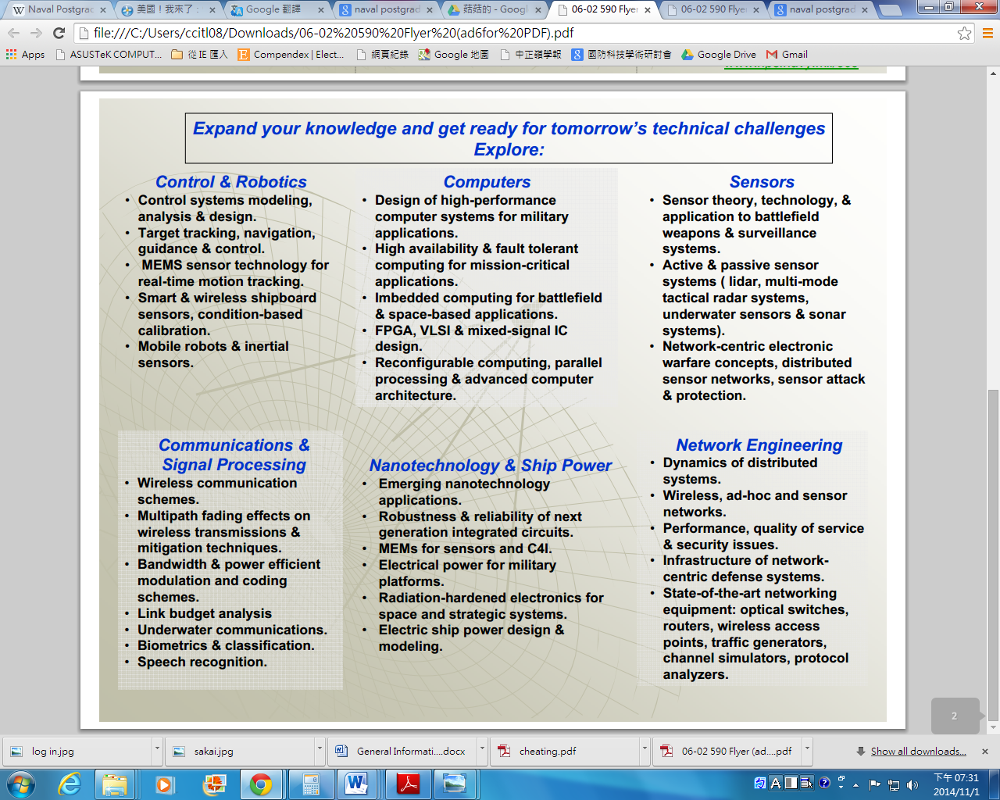 Naval Postgrad
美國！我來了：
Google 翻譯
naval postgrad
菇菇的 - Googl
06-02 590 Flyer
06-02 590 Flyer
naval postgrad
file:///C:/Users/ccitl08/Downloads/06-02%20590%20Flyer%20(ad6for%20PDF).pdf
Apps
ASUSTeK COMPUT...
從 IE 匯入
Compendex | Elect...
網頁紀錄
Google 地圖
中正嶺學報
國防科技學術研討會
Google Drive
Gmail
Expand your knowledge and get ready for tomorrow's technical challenges
Explore:
Control & Robotics
• Control systems modeling,
analysis & design.
• Target tracking, navigation,
guidance & control.
• MEMS sensor technology for
real-time motion tracking.
• Smart & wireless shipboard
sensors, condition-based
calibration.
• Mobile robots & inertial
sensors.
Computers
• Design of high-performance
computer systems for military
applications.
• High availability & fault tolerant
computing for mission-critical
applications.
• Imbedded computing for battlefield
& space-based applications.
• FPGA, VLSI & mixed-signal IC
design.
• Reconfigurable computing, parallel
processing & advanced computer
architecture.
Sensors
• Sensor theory, technology, &
application to battlefield
weapons & surveillance
systems.
• Active & passive sensor
systems ( lidar, multi-mode
tactical radar systems,
underwater sensors & sonar
systems).
• Network-centric electronic
warfare concepts, distributed
sensor networks, sensor attack
& protection.
Communications &
Signal Processing
• Wireless communication
schemes.
• Multipath fading effects on
wireless transmissions &
mitigation techniques.
• Bandwidth & power efficient
modulation and coding
schemes.
• Link budget analysis
• Underwater communications.
• Biometrics & classification.
• Speech recognition.
Nanotechnology & Ship Power
• Emerging nanotechnology
applications.
• Robustness & reliability of next
generation integrated circuits.
• MEMs for sensors and C4I.
• Electrical power for military
platforms.
• Radiation-hardened electronics for
space and strategic systems.
• Electric ship power design &
modeling.
Network Engineering
• Dynamics of distributed
systems.
• Wireless, ad-hoc and sensor
networks.
• Performance, quality of service
& security issues.
• Infrastructure of network-
centric defense systems.
• State-of-the-art networking
equipment: optical switches,
routers, wireless access
points, traffic generators,
channel simulators, protocol
analyzers.
2
log in.jpg
sakai.jpg
General Informati....docx
cheating.pdf
06-02 590 Flyer (ad....pdf
Show all downloads...
下午 07:31
2014/11/1